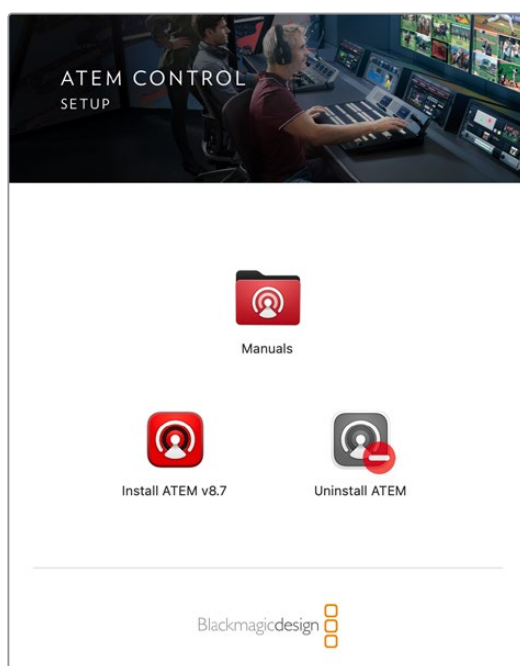 ATEM CONTROL
SETUP
Manuals
Install ATEM v8.7
Uninstall ATEM
Blackmagicdesign